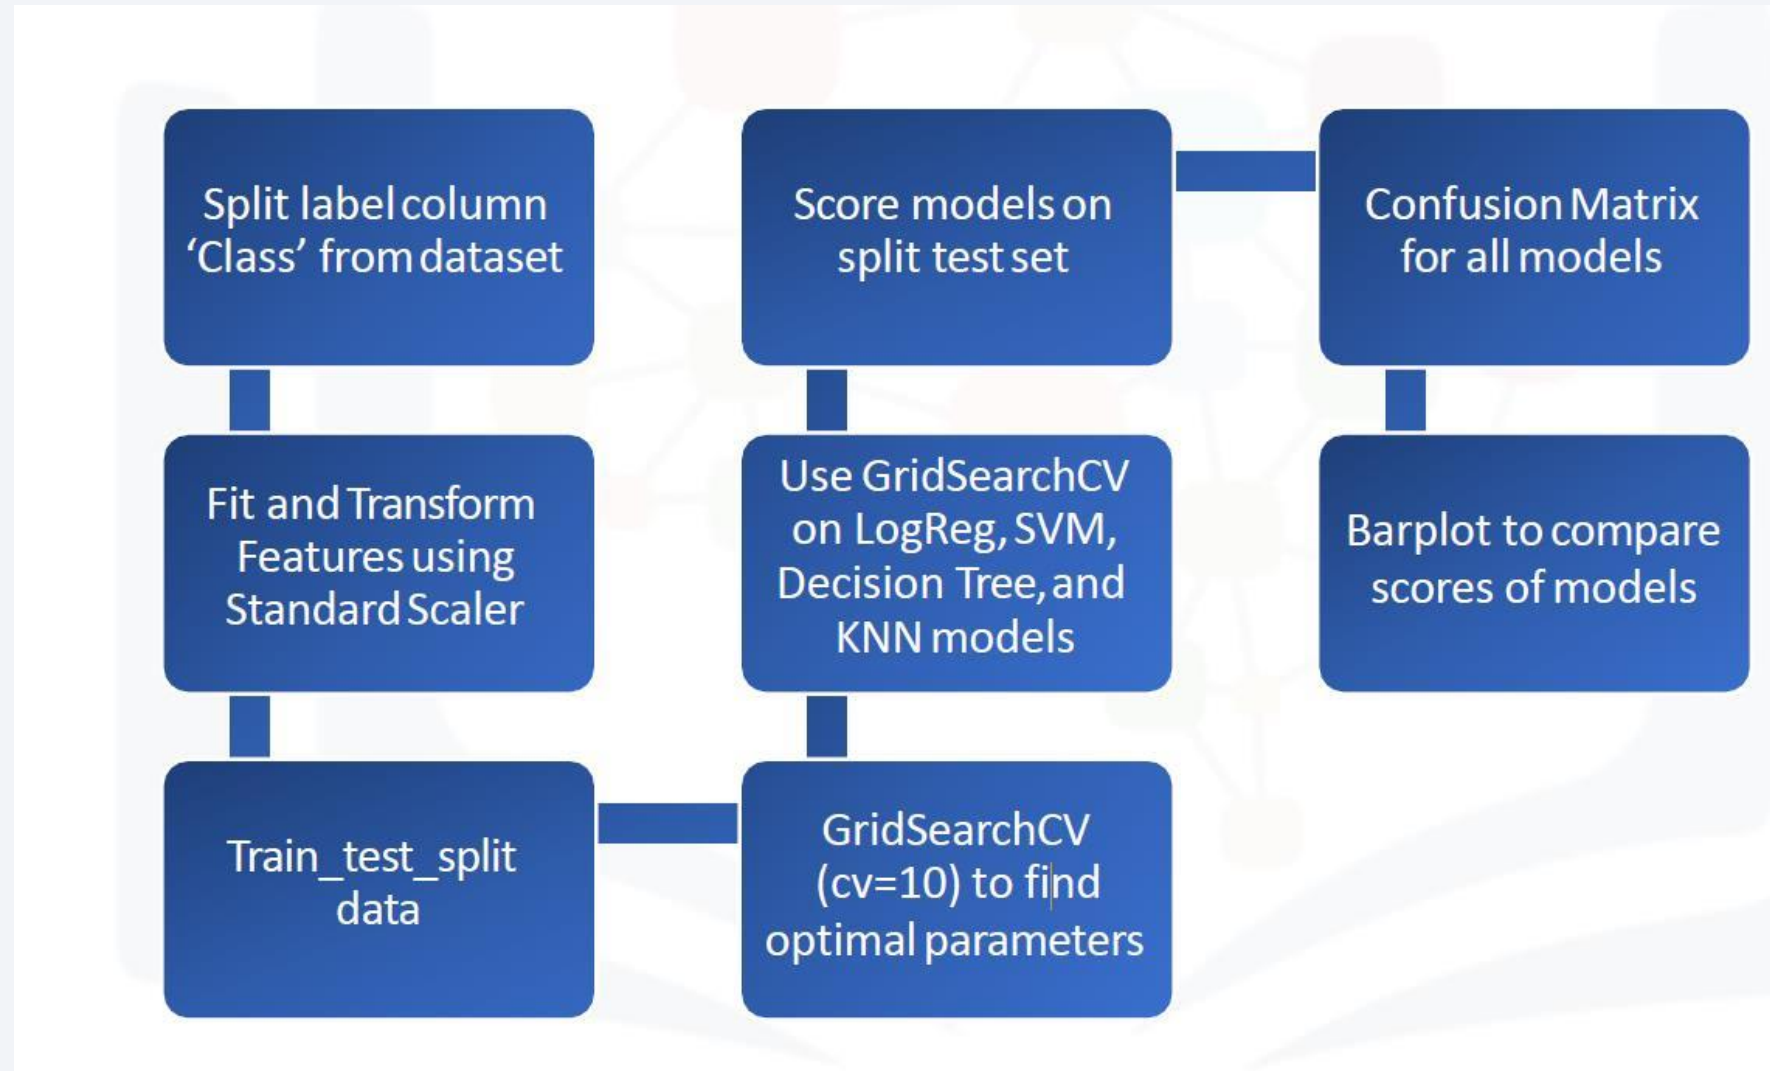 Split label column
‘Class’ from dataset
Fit and Transform
Features using
Standard Scaler
Train_test_split
data
GridSearchCV
(cv=10) to find
optimal parameters
Use GridSearchCV
on LogReg, SVM,
Decision Tree, and
KNN models
Score models on
split test set
Confusion Matrix
for all models
Barplot to compare
scores of models